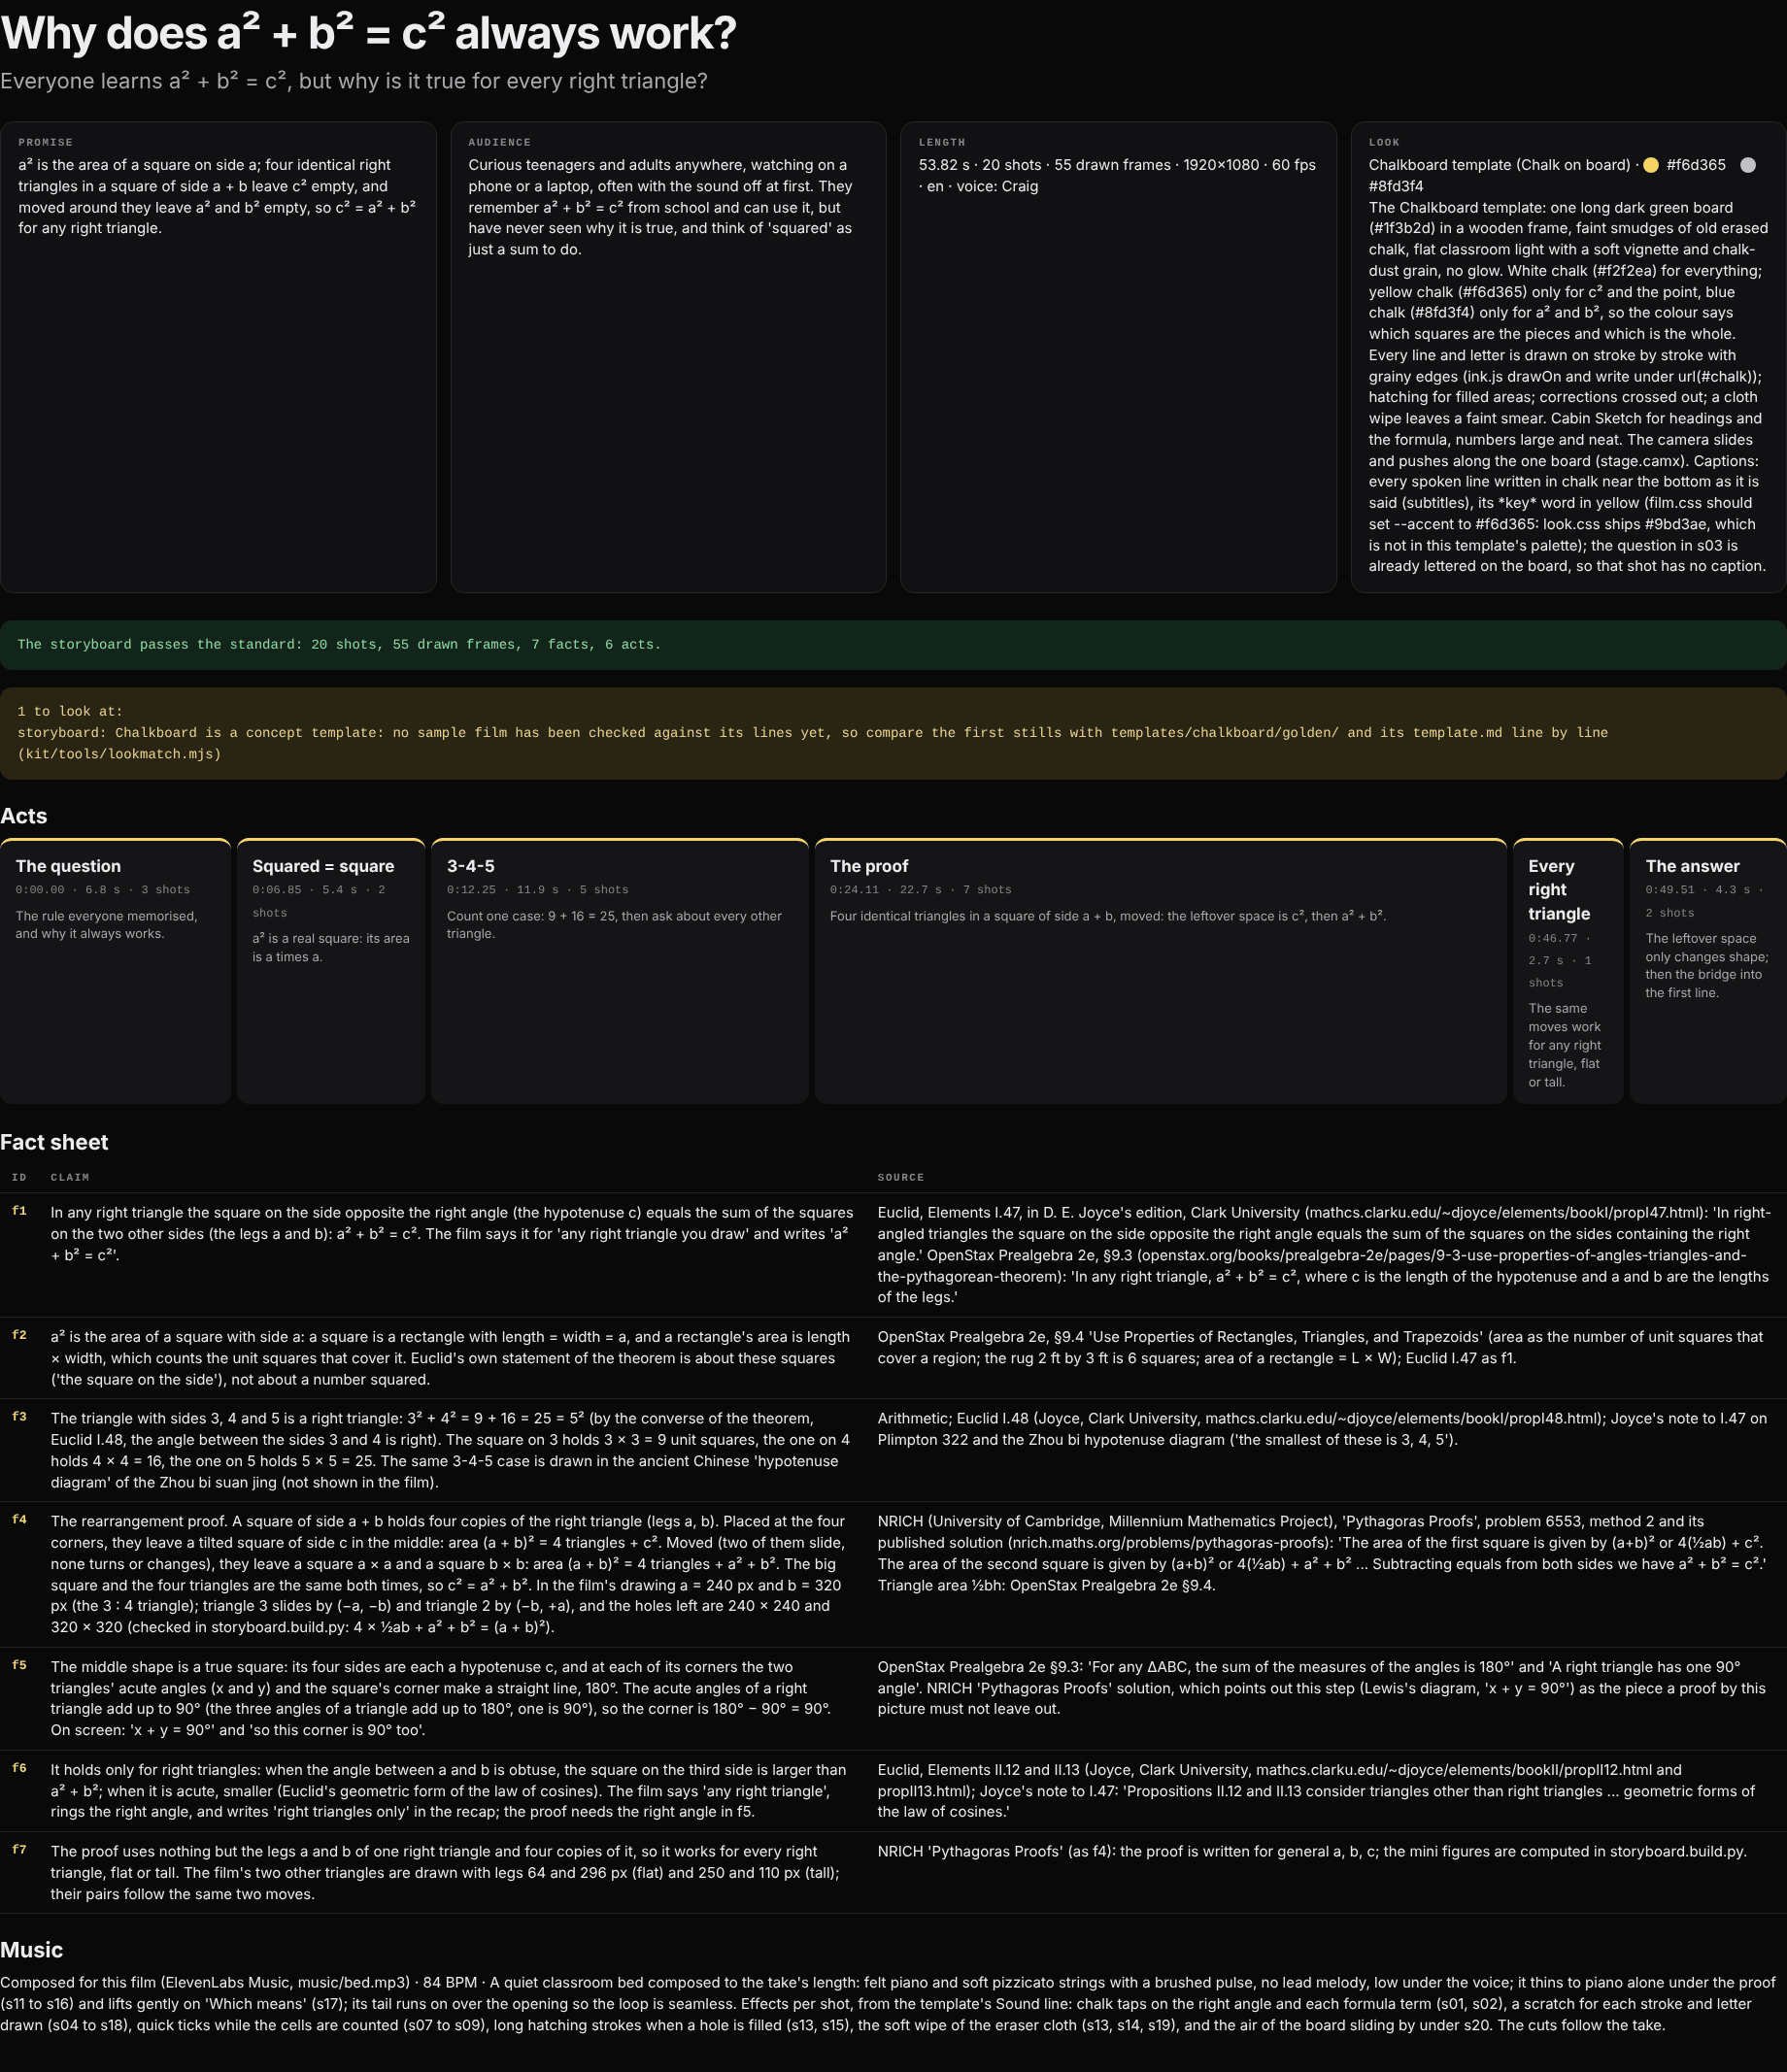 Why does a² + b² = c² always work?
Everyone learns a² + b² = c², but why is it true for every right triangle?
PROMISE
a² is the area of a square on side a; four identical right
triangles in a square of side a + b leave c² empty, and
moved around they leave a² and b² empty, so c² = a² + b²
for any right triangle.
AUDIENCE
Curious teenagers and adults anywhere, watching on a
phone or a laptop, often with the sound off at first. They
remember a² + b² = c² from school and can use it, but
have never seen why it is true, and think of 'squared' as
just a sum to do.
LENGTH
53.82 s · 20 shots · 55 drawn frames · 1920×1080 · 60 fps
· en · voice: Craig
LOOK
Chalkboard template (Chalk on board) · #f6d365
#8fd3f4
The Chalkboard template: one long dark green board
(#1f3b2d) in a wooden frame, faint smudges of old erased
chalk, flat classroom light with a soft vignette and chalk-
dust grain, no glow. White chalk (#f2f2ea) for everything;
yellow chalk (#f6d365) only for c² and the point, blue
chalk (#8fd3f4) only for a² and b², so the colour says
which squares are the pieces and which is the whole.
Every line and letter is drawn on stroke by stroke with
grainy edges (ink.js drawOn and write under url(#chalk));
hatching for filled areas; corrections crossed out; a cloth
wipe leaves a faint smear. Cabin Sketch for headings and
the formula, numbers large and neat. The camera slides
and pushes along the one board (stage.camx). Captions:
every spoken line written in chalk near the bottom as it is
said (subtitles), its *key* word in yellow (film.css should
set --accent to #f6d365: look.css ships #9bd3ae, which
is not in this template's palette); the question in s03 is
already lettered on the board, so that shot has no caption.
The storyboard passes the standard: 20 shots, 55 drawn frames, 7 facts, 6 acts.
1 to look at:
storyboard: Chalkboard is a concept template: no sample film has been checked against its lines yet, so compare the first stills with templates/chalkboard/golden/ and its template.md line by line
(kit/tools/lookmatch.mjs)
Acts
The question
0:00.00 · 6.8 s · 3 shots
The rule everyone memorised,
and why it always works.
Squared = square
0:06.85 · 5.4 s · 2
shots
a² is a real square: its area
is a times a.
3-4-5
0:12.25 · 11.9 s · 5 shots
Count one case: 9 + 16 = 25, then ask about every other
triangle.
The proof
0:24.11 · 22.7 s · 7 shots
Four identical triangles in a square of side a + b, moved: the leftover space is c², then a² + b².
Every
right
triangle
0:46.77 ·
2.7 s · 1
shots
The same
moves work
for any right
triangle, flat
or tall.
The answer
0:49.51 · 4.3 s ·
2 shots
The leftover space
only changes shape;
then the bridge into
the first line.
Fact sheet
ID CLAIM SOURCE
f1
In any right triangle the square on the side opposite the right angle (the hypotenuse c) equals the sum of the squares
on the two other sides (the legs a and b): a² + b² = c². The film says it for 'any right triangle you draw' and writes 'a²
+ b² = c²'.
Euclid, Elements I.47, in D. E. Joyce's edition, Clark University (mathcs.clarku.edu/~djoyce/elements/bookI/propI47.html): 'In right-
angled triangles the square on the side opposite the right angle equals the sum of the squares on the sides containing the right
angle.' OpenStax Prealgebra 2e, §9.3 (openstax.org/books/prealgebra-2e/pages/9-3-use-properties-of-angles-triangles-and-
the-pythagorean-theorem): 'In any right triangle, a² + b² = c², where c is the length of the hypotenuse and a and b are the lengths
of the legs.'
f2
a² is the area of a square with side a: a square is a rectangle with length = width = a, and a rectangle's area is length
× width, which counts the unit squares that cover it. Euclid's own statement of the theorem is about these squares
('the square on the side'), not about a number squared.
OpenStax Prealgebra 2e, §9.4 'Use Properties of Rectangles, Triangles, and Trapezoids' (area as the number of unit squares that
cover a region; the rug 2 ft by 3 ft is 6 squares; area of a rectangle = L × W); Euclid I.47 as f1.
f3
The triangle with sides 3, 4 and 5 is a right triangle: 3² + 4² = 9 + 16 = 25 = 5² (by the converse of the theorem,
Euclid I.48, the angle between the sides 3 and 4 is right). The square on 3 holds 3 × 3 = 9 unit squares, the one on 4
holds 4 × 4 = 16, the one on 5 holds 5 × 5 = 25. The same 3-4-5 case is drawn in the ancient Chinese 'hypotenuse
diagram' of the Zhou bi suan jing (not shown in the film).
Arithmetic; Euclid I.48 (Joyce, Clark University, mathcs.clarku.edu/~djoyce/elements/bookI/propI48.html); Joyce's note to I.47 on
Plimpton 322 and the Zhou bi hypotenuse diagram ('the smallest of these is 3, 4, 5').
f4
The rearrangement proof. A square of side a + b holds four copies of the right triangle (legs a, b). Placed at the four
corners, they leave a tilted square of side c in the middle: area (a + b)² = 4 triangles + c². Moved (two of them slide,
none turns or changes), they leave a square a × a and a square b × b: area (a + b)² = 4 triangles + a² + b². The big
square and the four triangles are the same both times, so c² = a² + b². In the film's drawing a = 240 px and b = 320
px (the 3 : 4 triangle); triangle 3 slides by (−a, −b) and triangle 2 by (−b, +a), and the holes left are 240 × 240 and
320 × 320 (checked in storyboard.build.py: 4 × ½ab + a² + b² = (a + b)²).
NRICH (University of Cambridge, Millennium Mathematics Project), 'Pythagoras Proofs', problem 6553, method 2 and its
published solution (nrich.maths.org/problems/pythagoras-proofs): 'The area of the first square is given by (a+b)² or 4(½ab) + c².
The area of the second square is given by (a+b)² or 4(½ab) + a² + b² ... Subtracting equals from both sides we have a² + b² = c².'
Triangle area ½bh: OpenStax Prealgebra 2e §9.4.
f5
The middle shape is a true square: its four sides are each a hypotenuse c, and at each of its corners the two
triangles' acute angles (x and y) and the square's corner make a straight line, 180°. The acute angles of a right
triangle add up to 90° (the three angles of a triangle add up to 180°, one is 90°), so the corner is 180° − 90° = 90°.
On screen: 'x + y = 90°' and 'so this corner is 90° too'.
OpenStax Prealgebra 2e §9.3: 'For any ΔABC, the sum of the measures of the angles is 180°' and 'A right triangle has one 90°
angle'. NRICH 'Pythagoras Proofs' solution, which points out this step (Lewis's diagram, 'x + y = 90°') as the piece a proof by this
picture must not leave out.
f6
It holds only for right triangles: when the angle between a and b is obtuse, the square on the third side is larger than
a² + b²; when it is acute, smaller (Euclid's geometric form of the law of cosines). The film says 'any right triangle',
rings the right angle, and writes 'right triangles only' in the recap; the proof needs the right angle in f5.
Euclid, Elements II.12 and II.13 (Joyce, Clark University, mathcs.clarku.edu/~djoyce/elements/bookII/propII12.html and
propII13.html); Joyce's note to I.47: 'Propositions II.12 and II.13 consider triangles other than right triangles ... geometric forms of
the law of cosines.'
f7
The proof uses nothing but the legs a and b of one right triangle and four copies of it, so it works for every right
triangle, flat or tall. The film's two other triangles are drawn with legs 64 and 296 px (flat) and 250 and 110 px (tall);
their pairs follow the same two moves.
NRICH 'Pythagoras Proofs' (as f4): the proof is written for general a, b, c; the mini figures are computed in storyboard.build.py.
Music
Composed for this film (ElevenLabs Music, music/bed.mp3) · 84 BPM · A quiet classroom bed composed to the take's length: felt piano and soft pizzicato strings with a brushed pulse, no lead melody, low under the voice; it thins to piano alone under the proof
(s11 to s16) and lifts gently on 'Which means' (s17); its tail runs on over the opening so the loop is seamless. Effects per shot, from the template's Sound line: chalk taps on the right angle and each formula term (s01, s02), a scratch for each stroke and letter
drawn (s04 to s18), quick ticks while the cells are counted (s07 to s09), long hatching strokes when a hole is filled (s13, s15), the soft wipe of the eraser cloth (s13, s14, s19), and the air of the board sliding by under s20. The cuts follow the take.